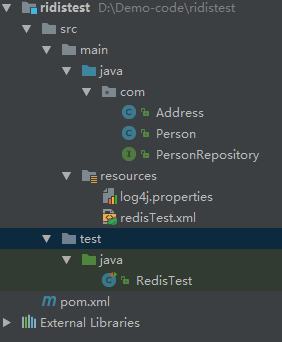 ridistest D:\Demo-code\ridistest
src
main
java
com
Address
Person
PersonRepository
resources
log4j.properties
redisTest.xml
test
java
RedisTest
pom.xml
External Libraries